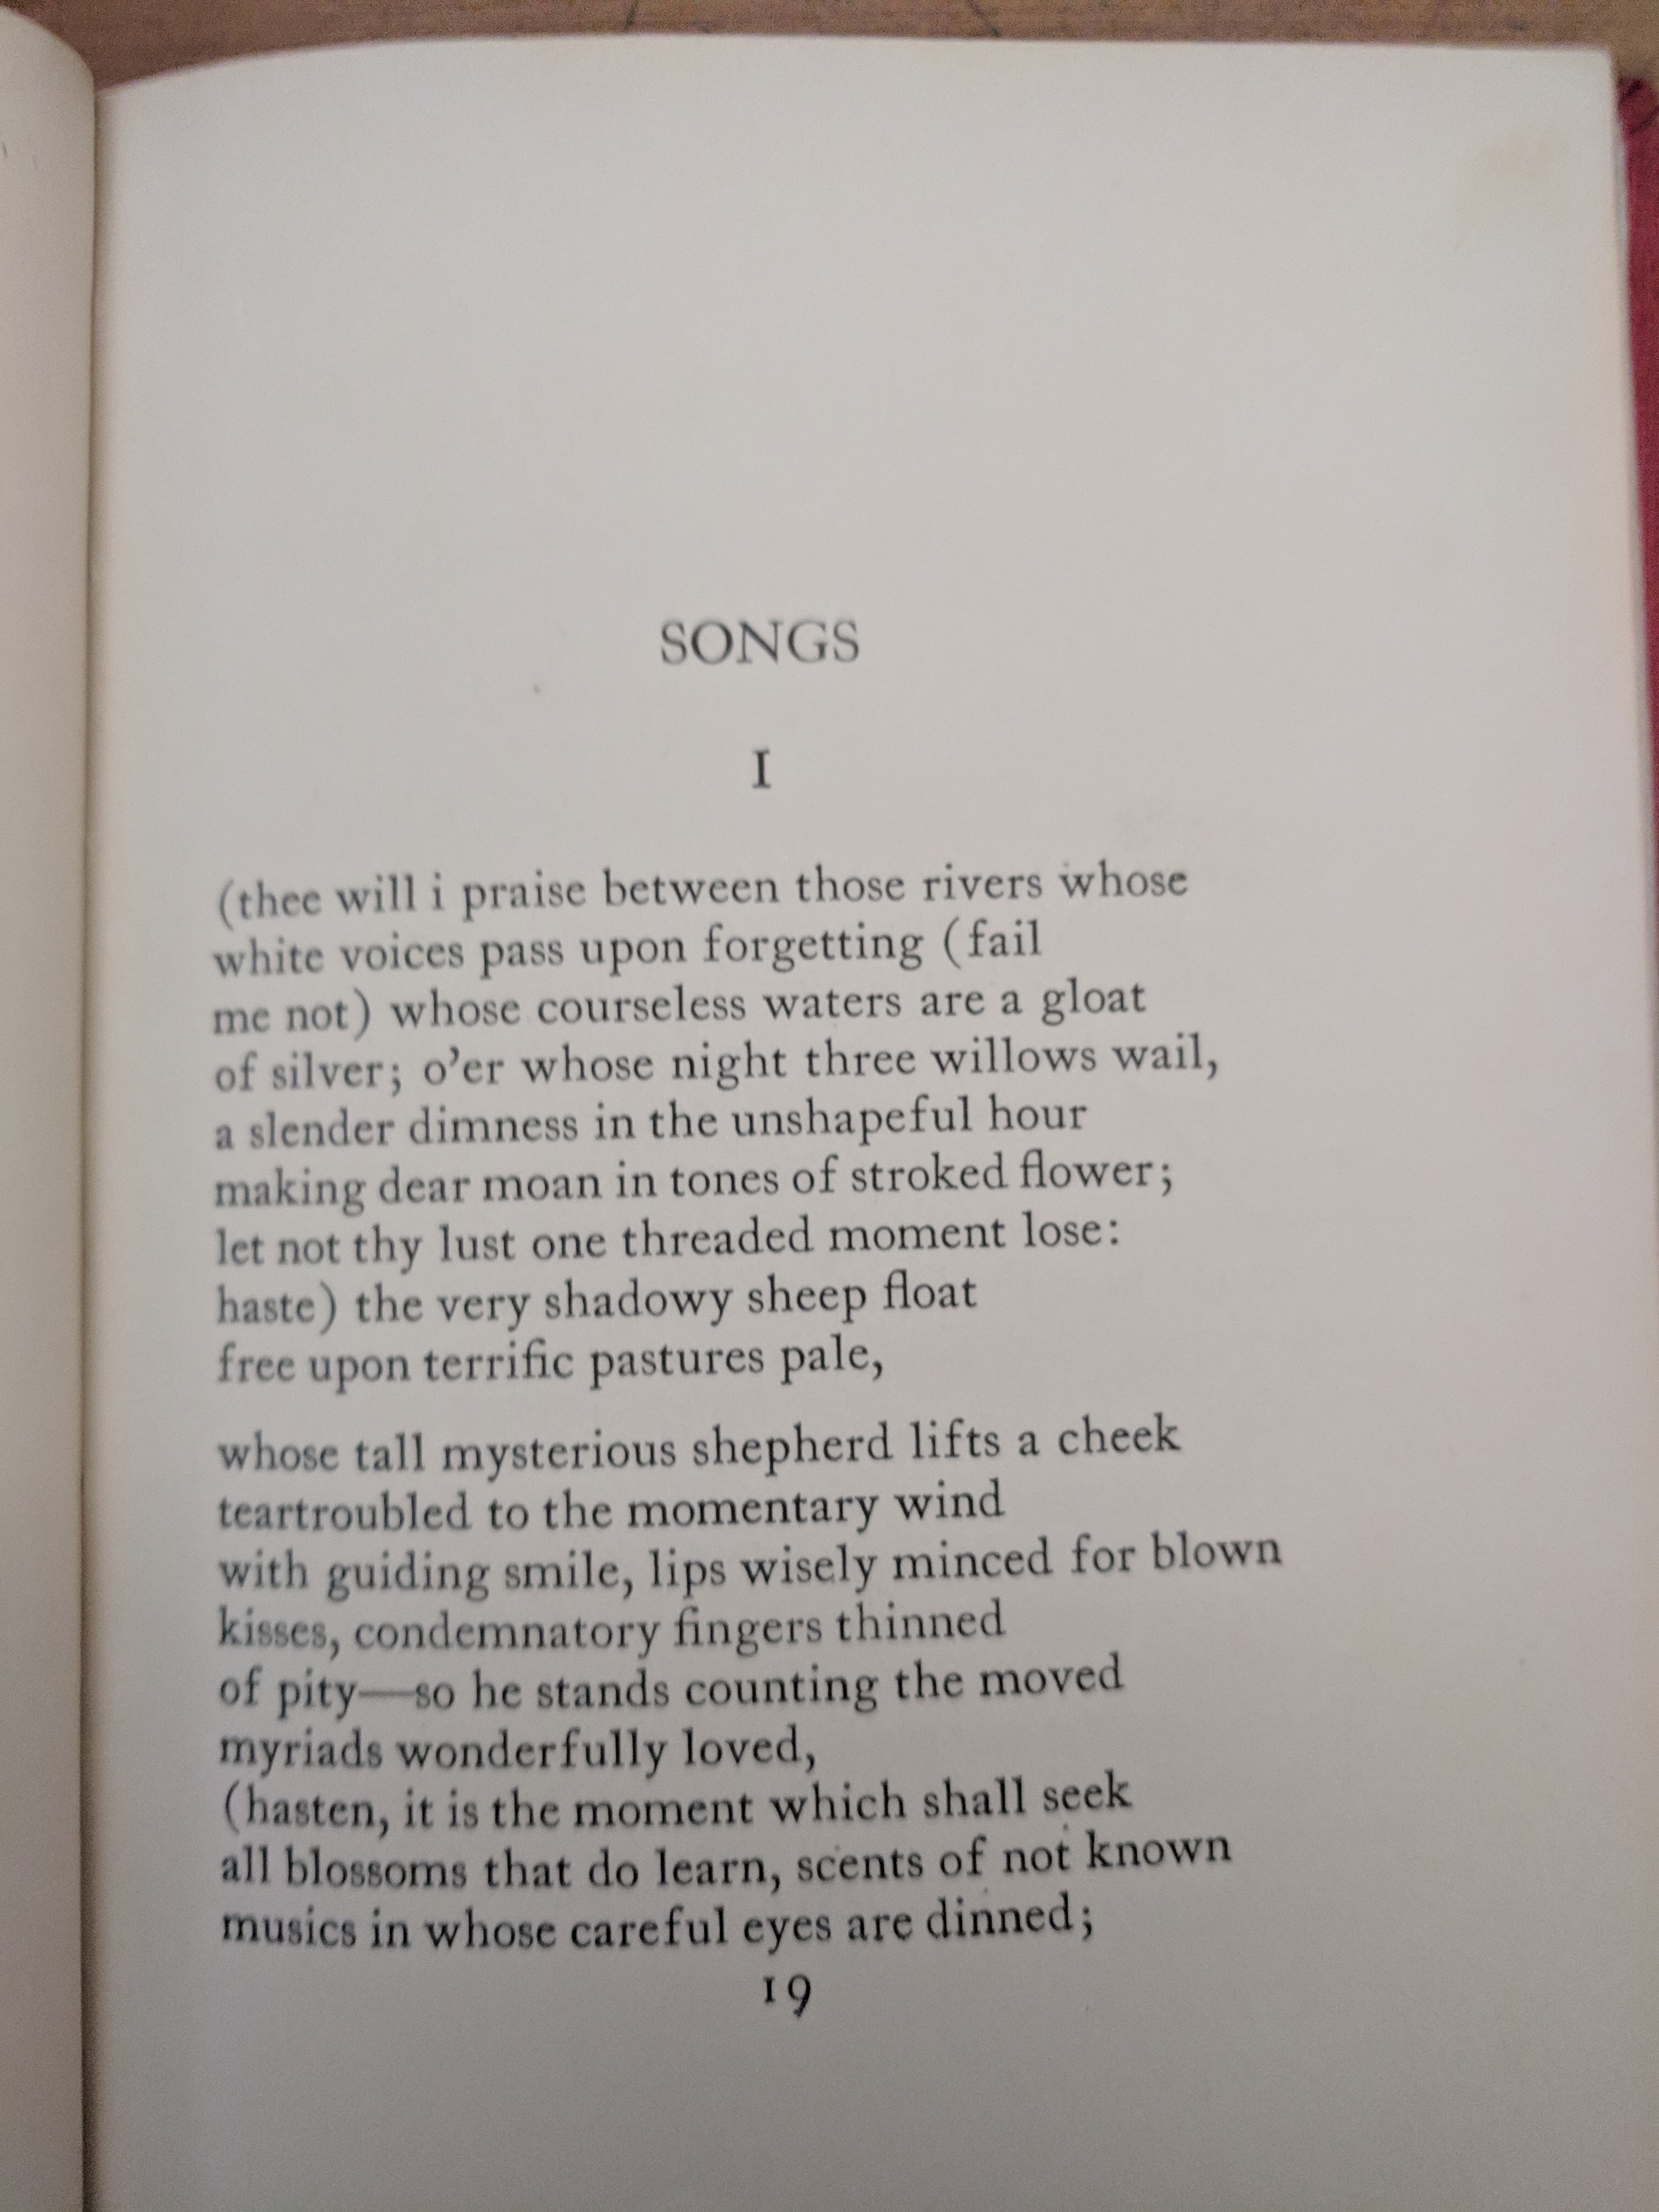 SONGS
I
(thee will i praise between those rivers whose
white voices pass upon forgetting (fail
me not) whose courseless waters are a gloat
of silver; o’er whose night three willows wail,
a slender dimness in the unshapeful hour
making dear moan in tones of stroked flower;
let not thy lust one threaded moment lose:
haste) the very shadowy sheep float
free upon terrific pastures pale,
whose tall mysterious shepherd lifts a cheek
teartroubled to the momentary wind
with guiding smile, lips wisely minced for blown
kisses, condemnatory fingers thinned
of pity—so he stands counting the moved
myriads wonderfully loved,
(hasten, it is the moment which shall seek
all blossoms that do learn, scents of not known
musics in whose careful eyes are dinned;
19